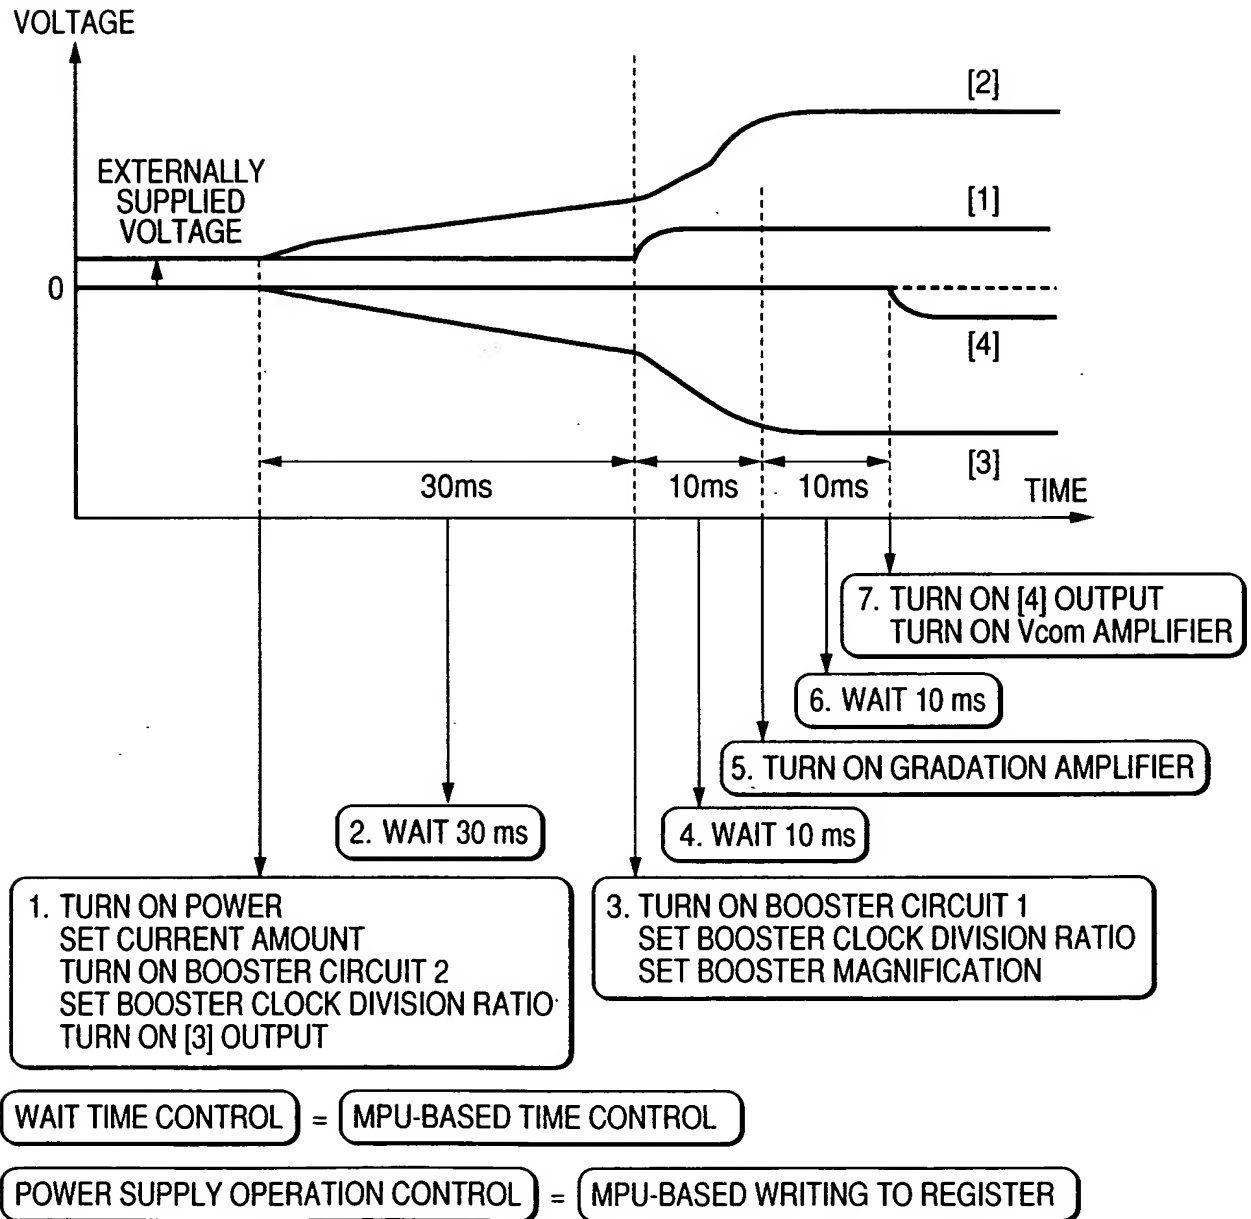 VOLTAGE
[2]
EXTERNALLY
SUPPLIED
VOLTAGE
[1]
0
[4]
[3]
30ms
10ms
10ms
TIME
7. TURN ON [4] OUTPUT
TURN ON Vcom AMPLIFIER
6. WAIT 10 ms
5. TURN ON GRADATION AMPLIFIER
2. WAIT 30 ms
4. WAIT 10 ms
1. TURN ON POWER
SET CURRENT AMOUNT
TURN ON BOOSTER CIRCUIT 2
SET BOOSTER CLOCK DIVISION RATIO
TURN ON [3] OUTPUT
3. TURN ON BOOSTER CIRCUIT 1
SET BOOSTER CLOCK DIVISION RATIO
SET BOOSTER MAGNIFICATION
WAIT TIME CONTROL = MPU-BASED TIME CONTROL
POWER SUPPLY OPERATION CONTROL = MPU-BASED WRITING TO REGISTER